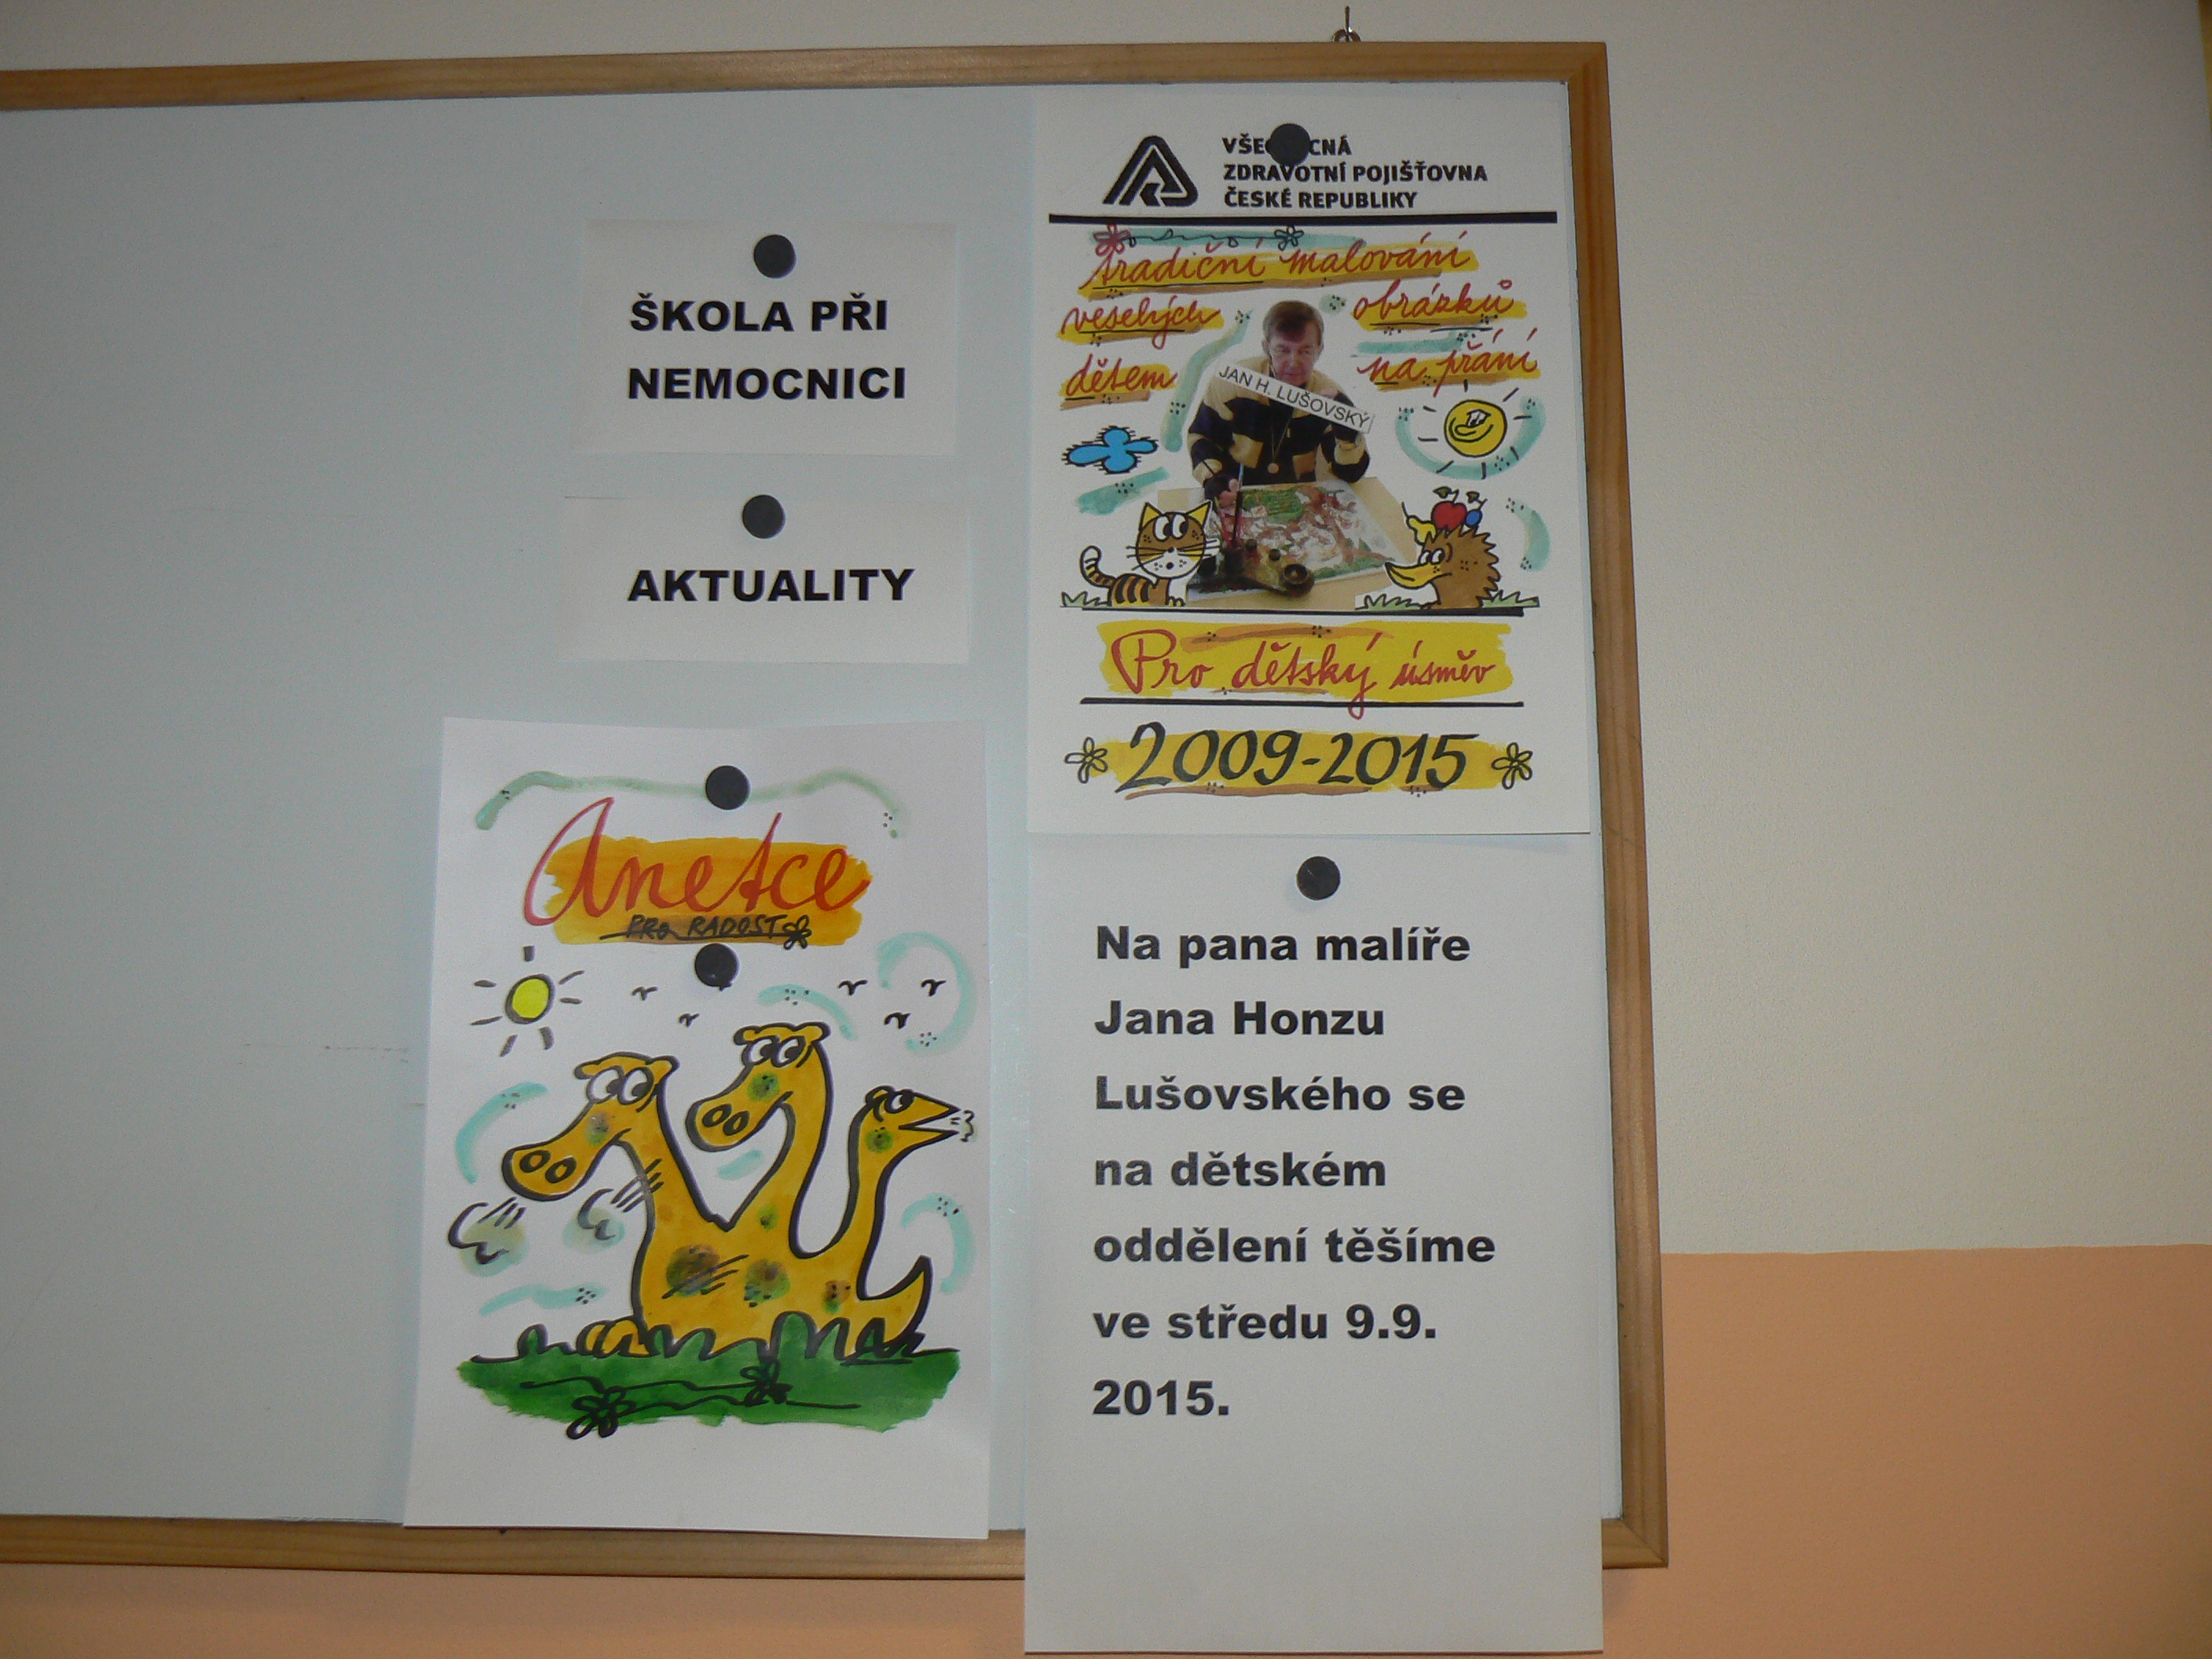 ŠKOLA PŘI
NEMOCNICI
AKTUALITY
Anetce
PRO RADOST
ZDRAVOTNÍ POJIŠŤOVNA
ČESKÉ REPUBLIKY
tradiční malování
veselých obrázků
dětem na přání
JAN H. LUŠOVSKÝ
Pro dětský úsměv
2009-2015
Na pana malíře
Jana Honzu
Lušovského se
na dětském
oddělení těšíme
ve středu 9.9.
2015.